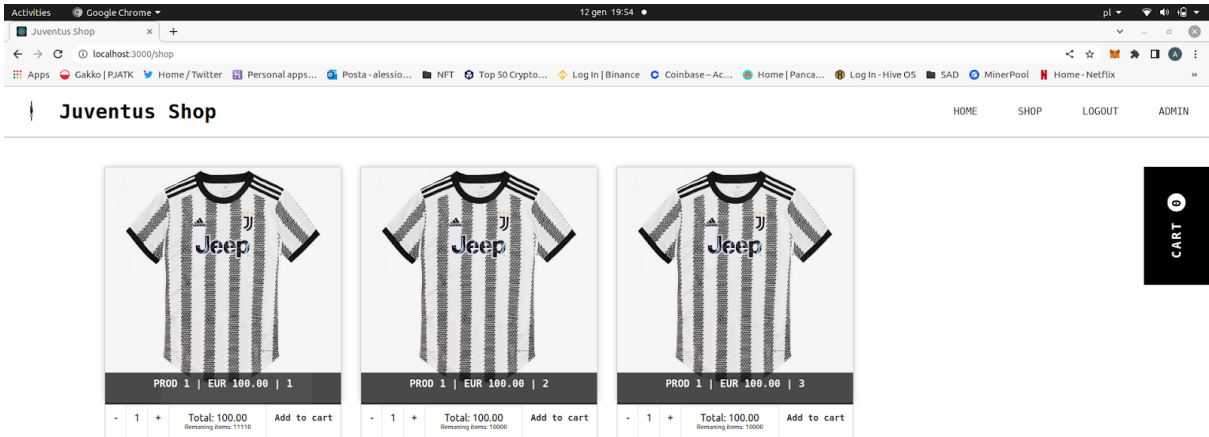 Activities Google Chrome 12 gen 19:54 pl
Juventus Shop
localhost:3000/shop
Apps Gakko | PJATK Home / Twitter Personal apps... Posta - alessio... NFT Top 50 Crypto... Log In | Binance Coinbase – Ac... Home | Panca... Log In - Hive OS SAD MinerPool Home - Netflix »
Juventus Shop HOME SHOP LOGOUT ADMIN
CART 0
Jeep Jeep Jeep
PROD 1 | EUR 100.00 | 1 PROD 1 | EUR 100.00 | 2 PROD 1 | EUR 100.00 | 3
- 1 + Total: 100.00 Add to cart - 1 + Total: 100.00 Add to cart - 1 + Total: 100.00 Add to cart
Remaning items: 11110 Remaning items: 10000 Remaning items: 10000